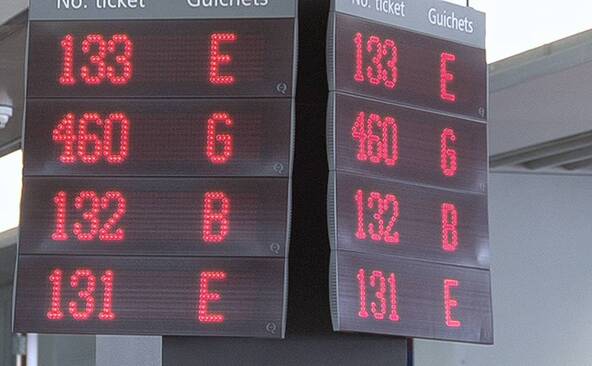 No. ticket Guichets
133 E
460 G
132 B
131 E
No. ticket Guichets
133 E
460 G
132 B
131 E